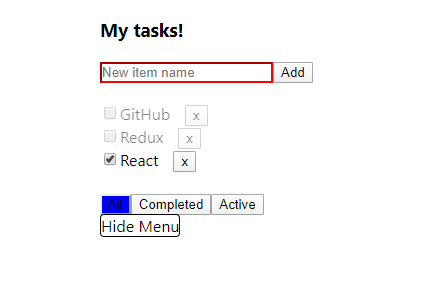 My tasks!
New item name Add
GitHub x
Redux x
React x
All Completed Active
Hide Menu